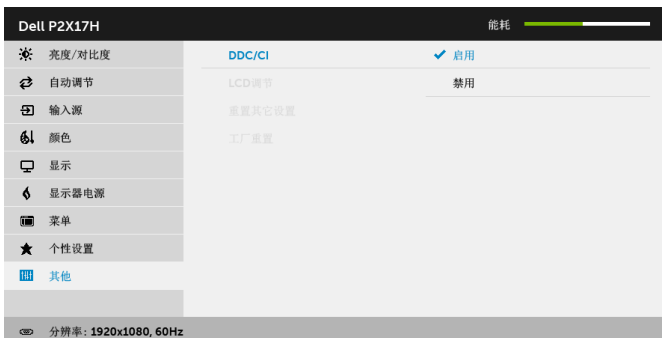 Dell P2X17H 能耗
亮度/对比度 DDC/CI 启用
自动调节 LCD调节 禁用
输入源 重置其它设置
颜色 工厂重置
显示
显示器电源
菜单
个性设置
其他
分辨率: 1920x1080, 60Hz